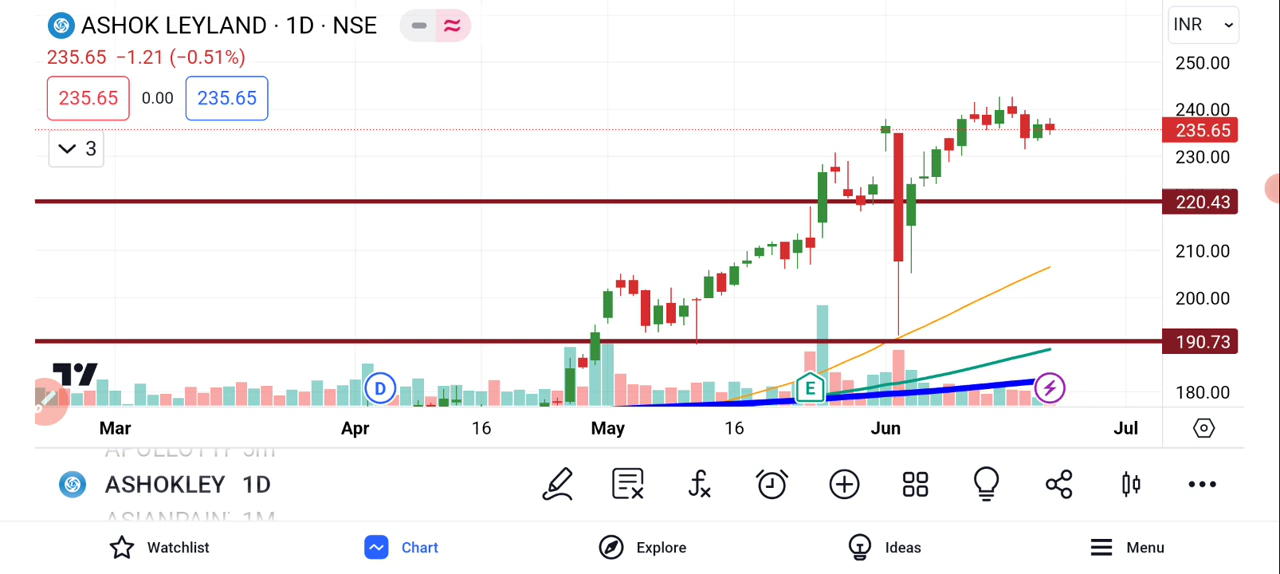 ASHOK LEYLAND · 1D · NSE
INR
235.65 −1.21 (−0.51%)
235.65 0.00 235.65
3
250.00
240.00
235.65
230.00
220.43
210.00
200.00
190.73
180.00
D
E
Mar Apr 16 May 16 Jun Jul
ASHOKLEY 1D
Watchlist Chart Explore Ideas Menu